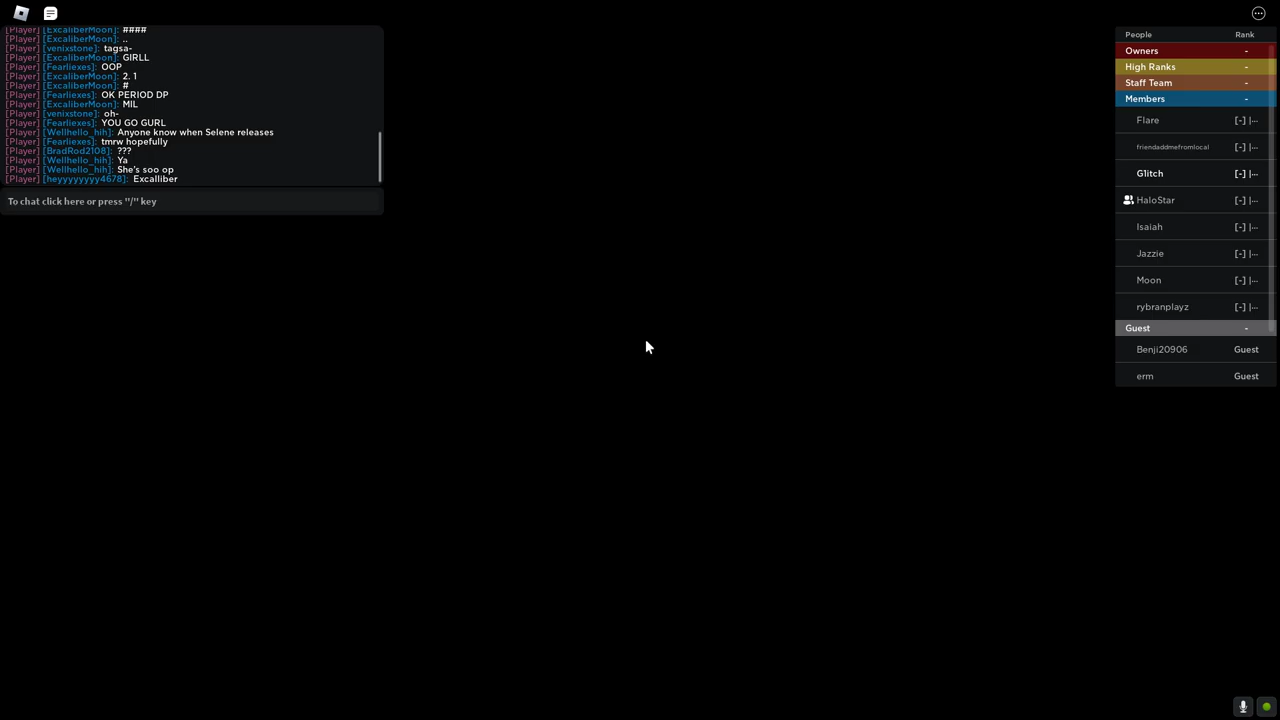 [Player] [ExcaliberMoon]: ####
[Player] [ExcaliberMoon]: ..
[Player] [venixstone]: tagsa-
[Player] [ExcaliberMoon]: GIRLL
[Player] [Fearliexes]: OOP
[Player] [ExcaliberMoon]: 2. 1
[Player] [ExcaliberMoon]: #
[Player] [Fearliexes]: OK PERIOD DP
[Player] [ExcaliberMoon]: MIL
[Player] [venixstone]: oh-
[Player] [Fearliexes]: YOU GO GURL
[Player] [Wellhello_hih]: Anyone know when Selene releases
[Player] [Fearliexes]: tmrw hopefully
[Player] [BradRod2108]: ???
[Player] [Wellhello_hih]: Ya
[Player] [Wellhello_hih]: She's soo op
[Player] [heyyyyyyyy4678]: Excalliber
To chat click here or press "/" key
People Rank
Owners -
High Ranks -
Staff Team -
Members -
Flare [-] |...
friendaddmefromlocal [-] |...
Glitch [-] |...
HaloStar [-] |...
Isaiah [-] |...
Jazzie [-] |...
Moon [-] |...
rybranplayz [-] |...
Guest -
Benji20906 Guest
erm Guest